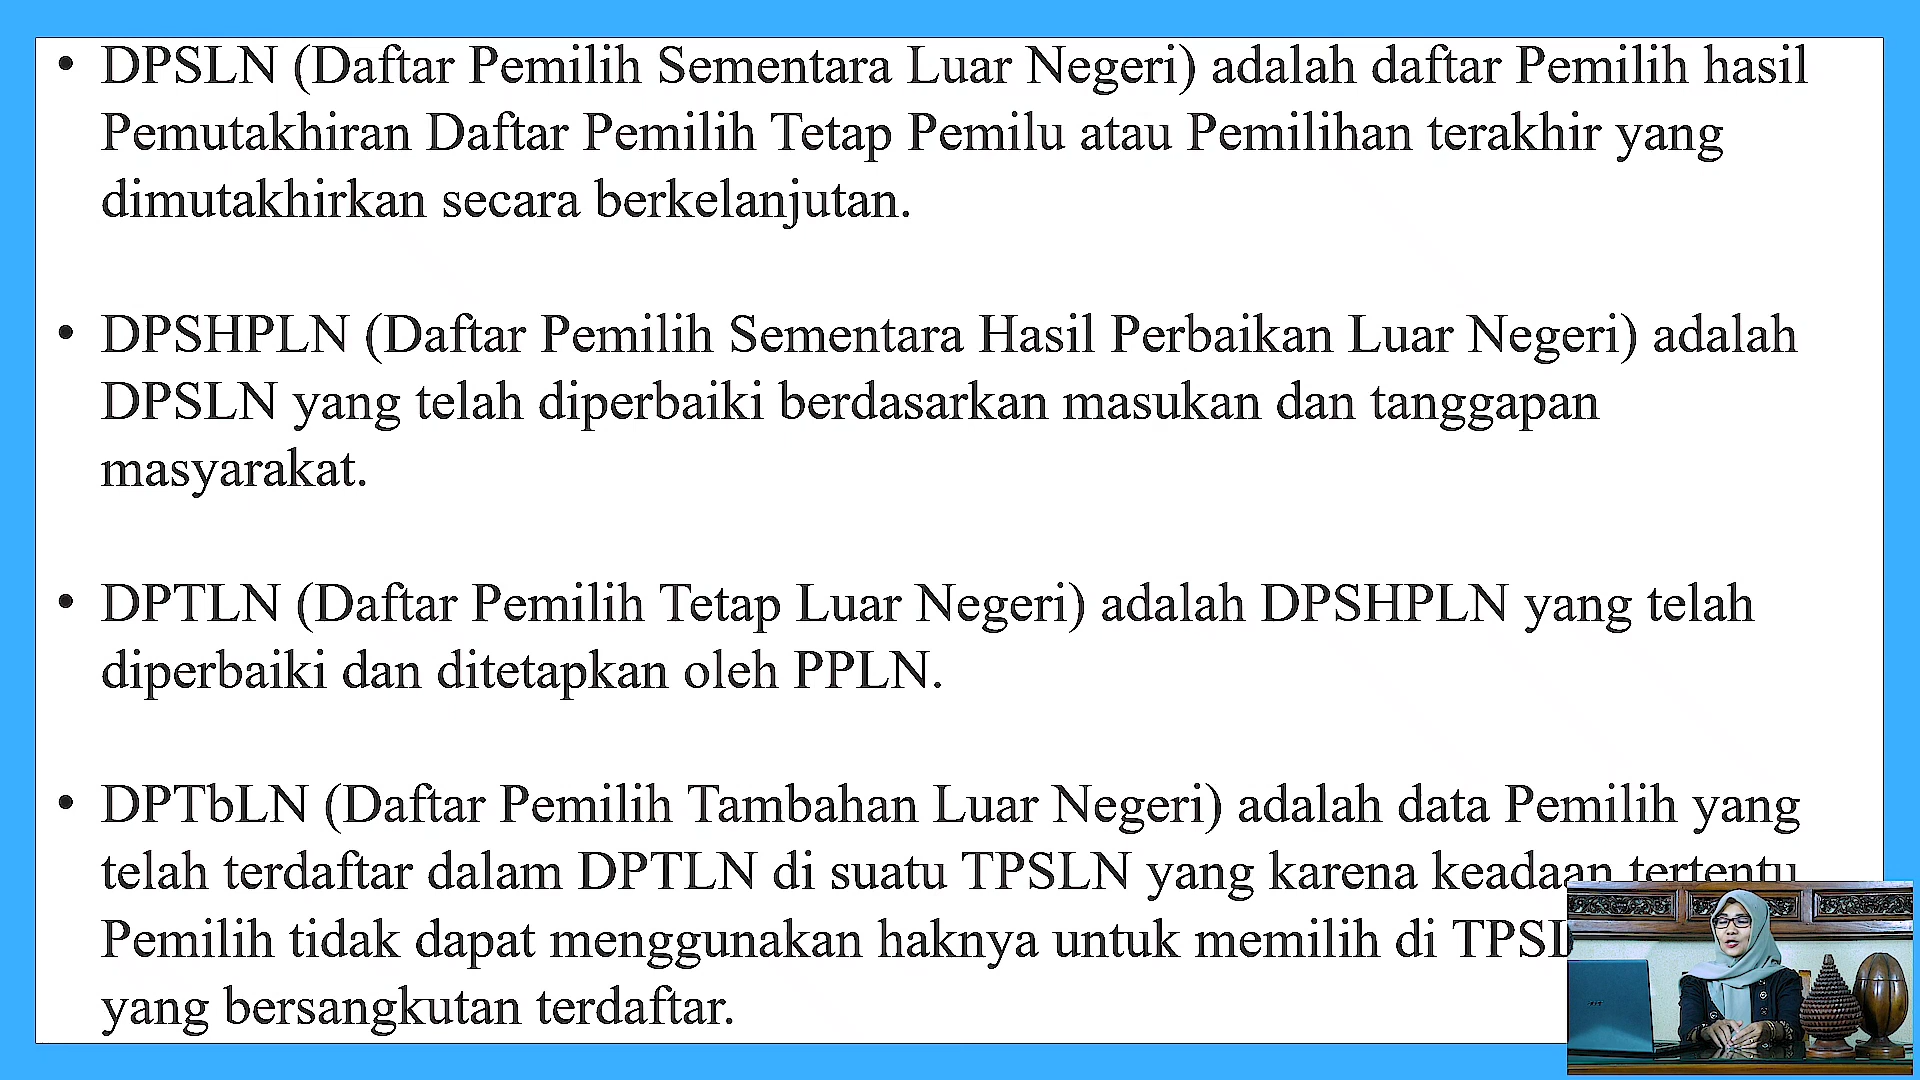 • DPSLN (Daftar Pemilih Sementara Luar Negeri) adalah daftar Pemilih hasil
Pemutakhiran Daftar Pemilih Tetap Pemilu atau Pemilihan terakhir yang
dimutakhirkan secara berkelanjutan.
• DPSHPLN (Daftar Pemilih Sementara Hasil Perbaikan Luar Negeri) adalah
DPSLN yang telah diperbaiki berdasarkan masukan dan tanggapan
masyarakat.
• DPTLN (Daftar Pemilih Tetap Luar Negeri) adalah DPSHPLN yang telah
diperbaiki dan ditetapkan oleh PPLN.
• DPTbLN (Daftar Pemilih Tambahan Luar Negeri) adalah data Pemilih yang
telah terdaftar dalam DPTLN di suatu TPSLN yang karena keadaan tertentu
Pemilih tidak dapat menggunakan haknya untuk memilih di
yang bersangkutan terdaftar.